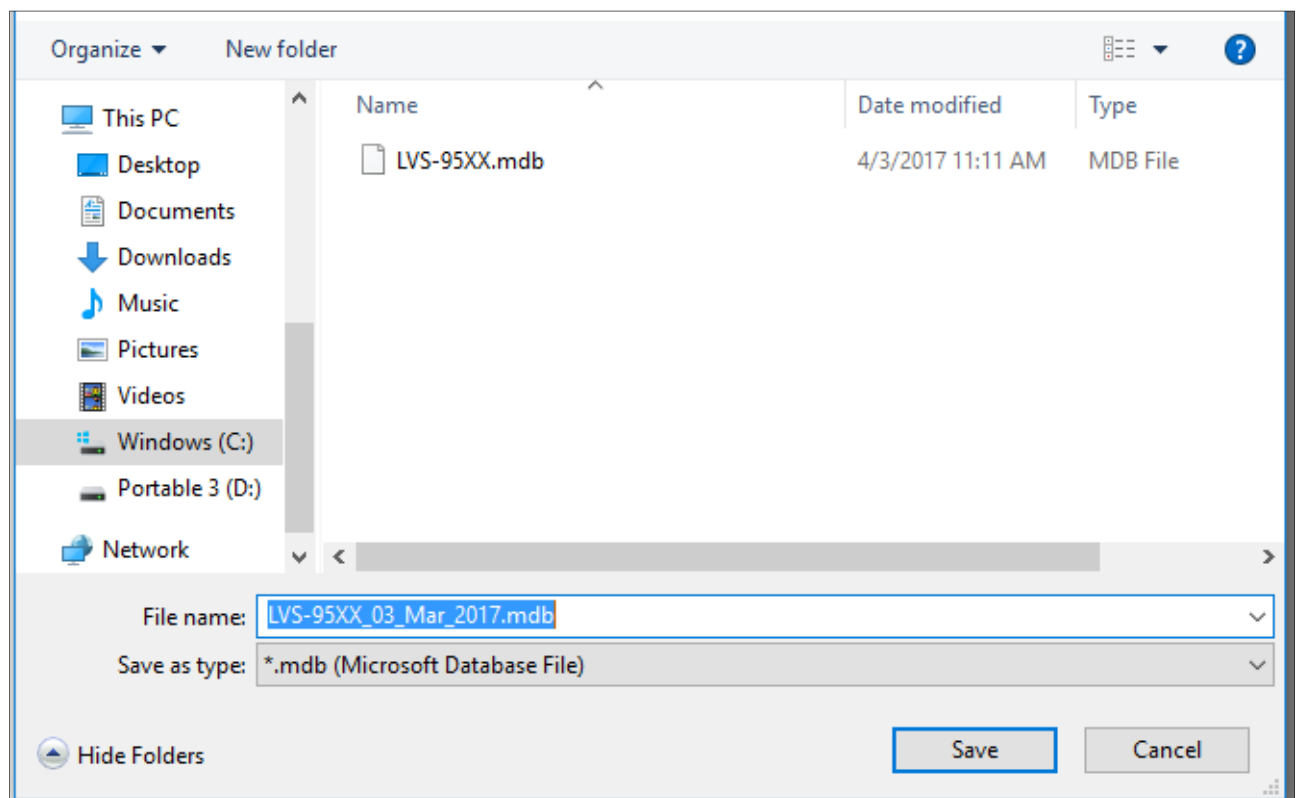 Organize New folder ?
Name Date modified Type
This PC
LVS-95XX.mdb 4/3/2017 11:11 AM MDB File
Desktop
Documents
Downloads
Music
Pictures
Videos
Windows (C:)
Portable 3 (D:)
Network
File name: LVS-95XX_03_Mar_2017.mdb
Save as type: *.mdb (Microsoft Database File)
Hide Folders Save Cancel